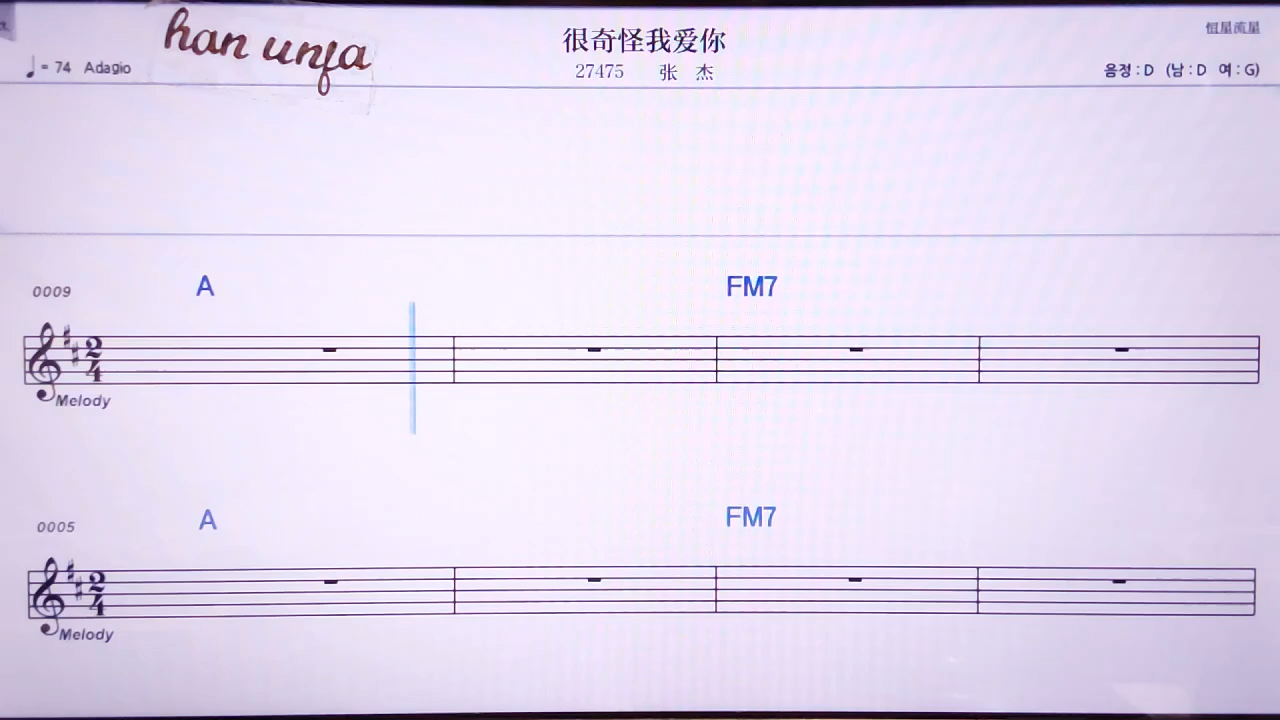 han unja
很奇怪我爱你
恒星流星
♩= 74 Adagio
27475 张 杰
음정 : D (남 : D 여 : G)
0009
A
FM7
2
4
Melody
0005
A
FM7
2
4
Melody